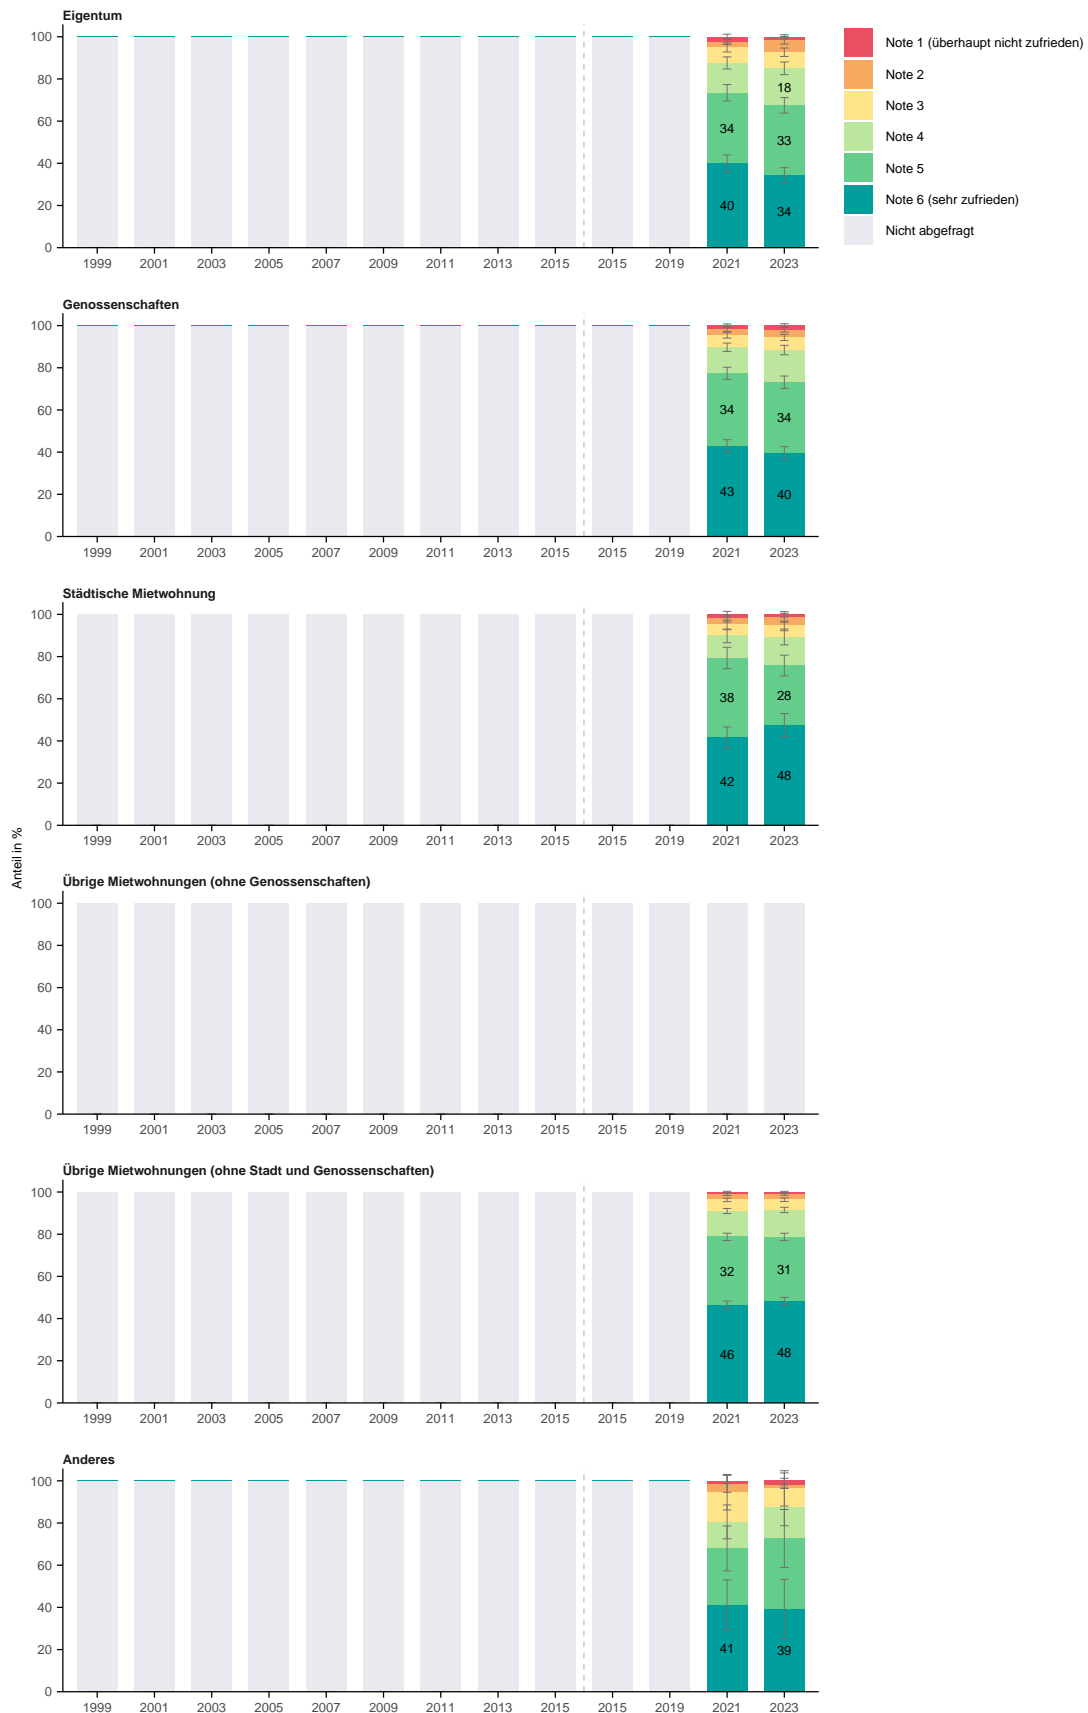 Eigentum
100
80
60
40
20
0
34
40
18
33
34
1999 2001 2003 2005 2007 2009 2011 2013 2015 2015 2019 2021 2023
Note 1 (überhaupt nicht zufrieden)
Note 2
Note 3
Note 4
Note 5
Note 6 (sehr zufrieden)
Nicht abgefragt
Genossenschaften
100
80
60
40
20
0
34
43
34
40
1999 2001 2003 2005 2007 2009 2011 2013 2015 2015 2019 2021 2023
Städtische Mietwohnung
100
80
60
40
20
0
38
42
28
48
1999 2001 2003 2005 2007 2009 2011 2013 2015 2015 2019 2021 2023
Anteil in %
Übrige Mietwohnungen (ohne Genossenschaften)
100
80
60
40
20
0
1999 2001 2003 2005 2007 2009 2011 2013 2015 2015 2019 2021 2023
Übrige Mietwohnungen (ohne Stadt und Genossenschaften)
100
80
60
40
20
0
32
46
31
48
1999 2001 2003 2005 2007 2009 2011 2013 2015 2015 2019 2021 2023
Anderes
100
80
60
40
20
0
41
39
1999 2001 2003 2005 2007 2009 2011 2013 2015 2015 2019 2021 2023